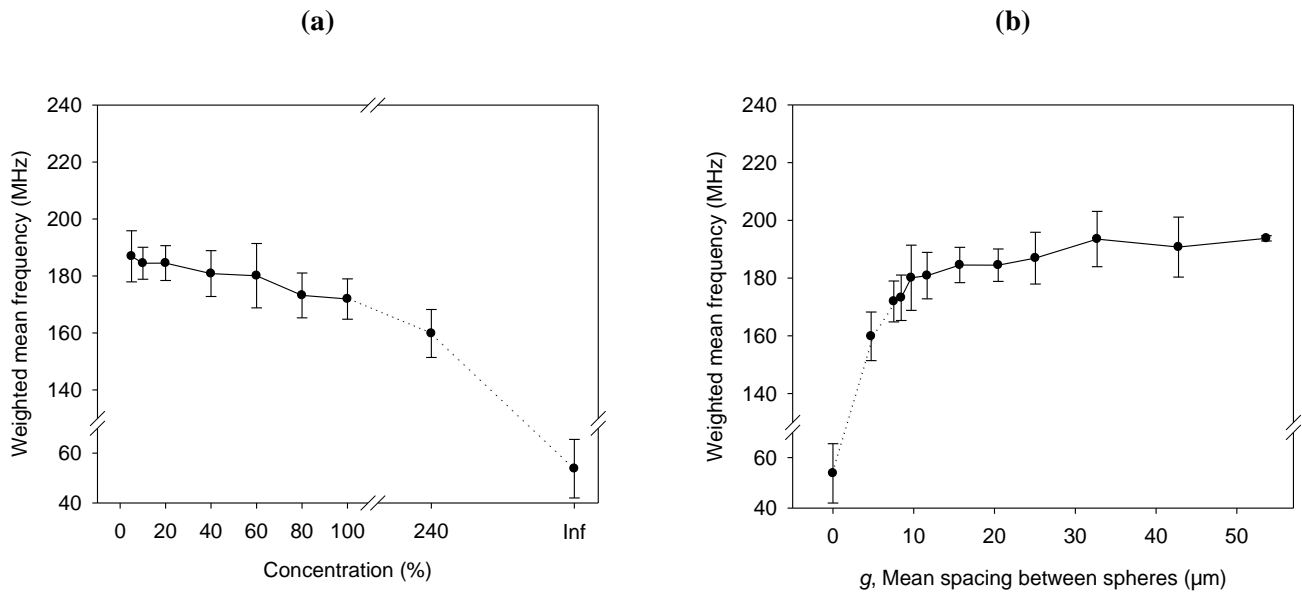 (a)
240
220
200
180
160
140
60
40
Weighted mean frequency (MHz)
0 20 40 60 80 100 240 Inf
Concentration (%)
(b)
240
220
200
180
160
140
60
40
Weighted mean frequency (MHz)
0 10 20 30 40 50
g, Mean spacing between spheres (μm)